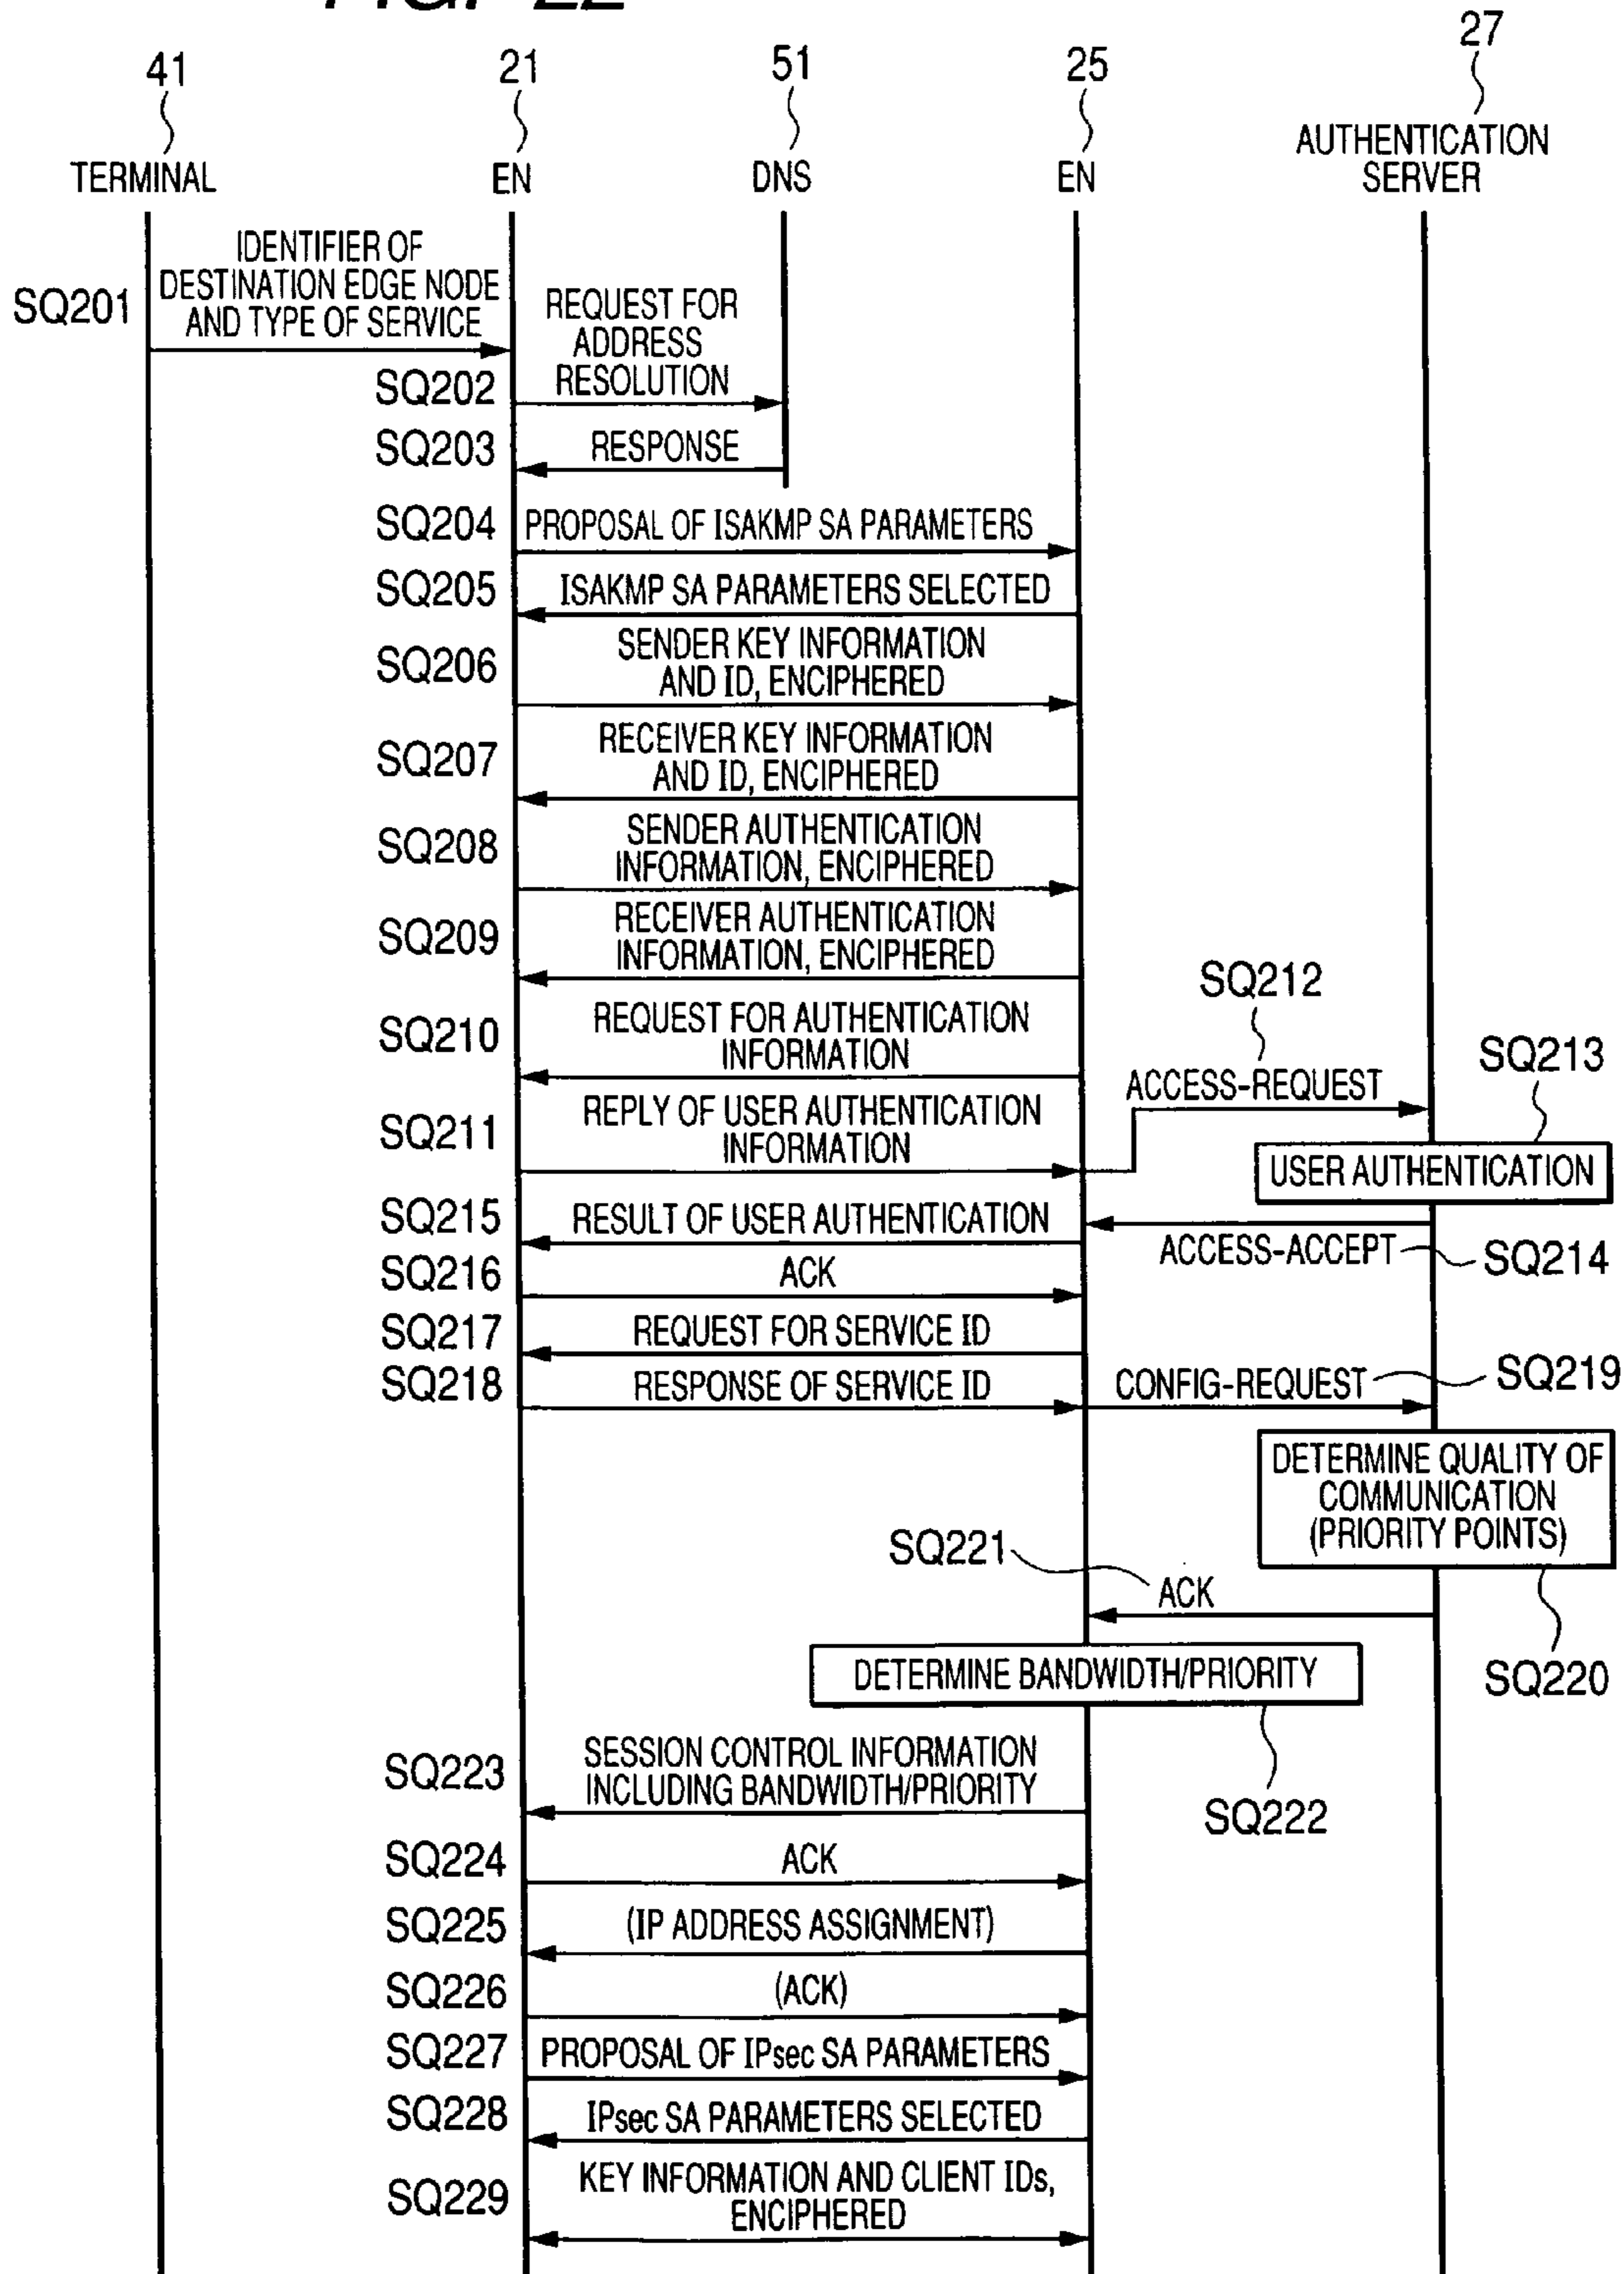 FIG. 22
41
21
51
25
27
TERMINAL
EN
DNS
EN
AUTHENTICATION
SERVER
SQ201
IDENTIFIER OF
DESTINATION EDGE NODE
AND TYPE OF SERVICE
SQ202
REQUEST FOR
ADDRESS
RESOLUTION
SQ203
RESPONSE
SQ204
PROPOSAL OF ISAKMP SA PARAMETERS
SQ205
ISAKMP SA PARAMETERS SELECTED
SQ206
SENDER KEY INFORMATION
AND ID, ENCIPHERED
SQ207
RECEIVER KEY INFORMATION
AND ID, ENCIPHERED
SQ208
SENDER AUTHENTICATION
INFORMATION, ENCIPHERED
SQ209
RECEIVER AUTHENTICATION
INFORMATION, ENCIPHERED
SQ210
REQUEST FOR AUTHENTICATION
INFORMATION
SQ211
REPLY OF USER AUTHENTICATION
INFORMATION
SQ212
ACCESS-REQUEST
SQ213
USER AUTHENTICATION
ACCESS-ACCEPT
SQ214
SQ215
RESULT OF USER AUTHENTICATION
SQ216
ACK
SQ217
REQUEST FOR SERVICE ID
SQ218
RESPONSE OF SERVICE ID
CONFIG-REQUEST
SQ219
DETERMINE QUALITY OF
COMMUNICATION
(PRIORITY POINTS)
SQ220
SQ221
ACK
DETERMINE BANDWIDTH/PRIORITY
SQ222
SQ223
SESSION CONTROL INFORMATION
INCLUDING BANDWIDTH/PRIORITY
SQ224
ACK
SQ225
(IP ADDRESS ASSIGNMENT)
SQ226
(ACK)
SQ227
PROPOSAL OF IPsec SA PARAMETERS
SQ228
IPsec SA PARAMETERS SELECTED
SQ229
KEY INFORMATION AND CLIENT IDs,
ENCIPHERED